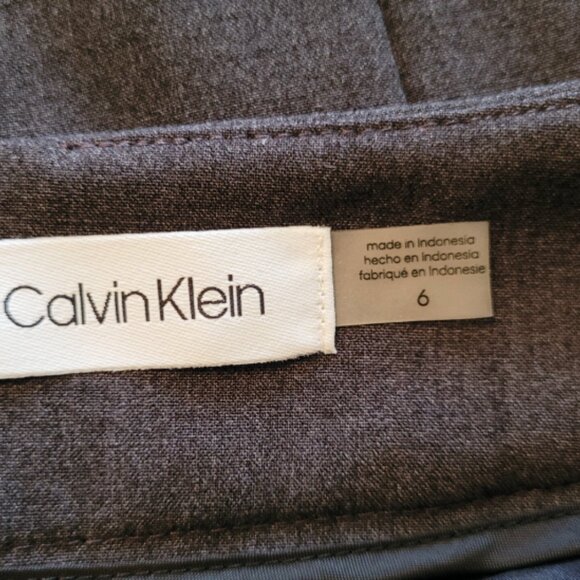 Calvin Klein
made in Indonesia
hecho en Indonesia
fabriqué en Indonesie
6